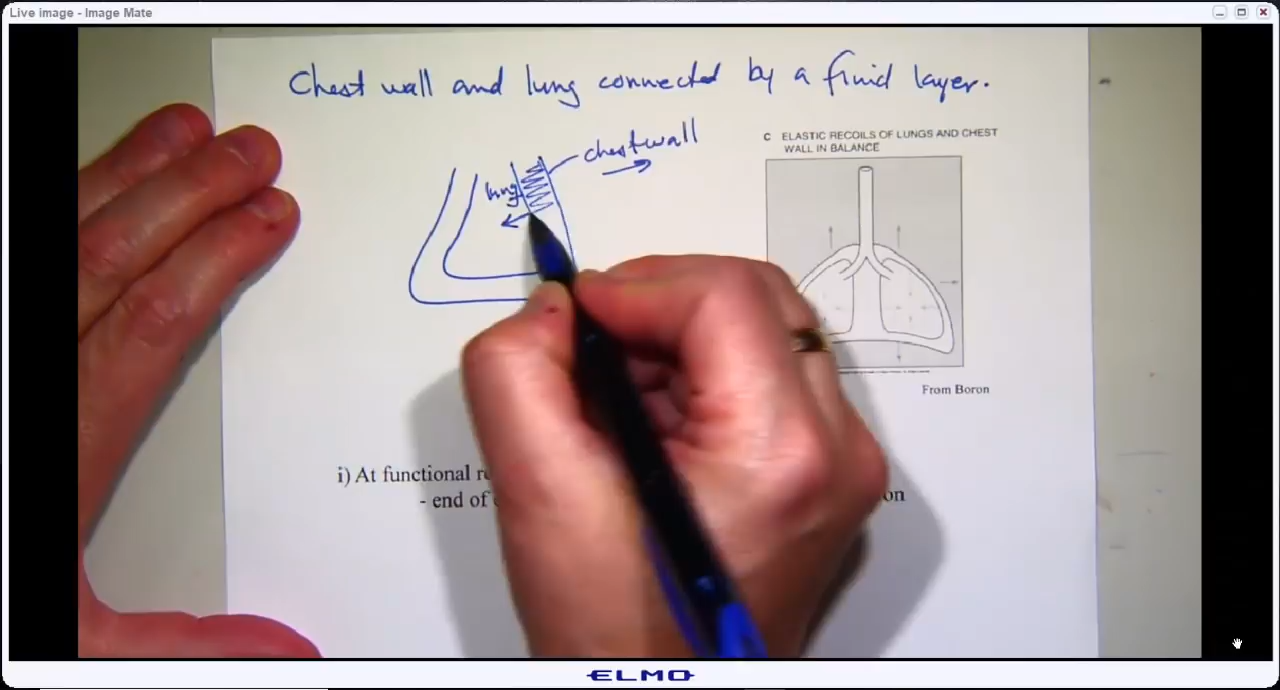 Live image - Image Mate
Chest wall and lung connected by a fluid layer.
chestwall
lung
C ELASTIC RECOILS OF LUNGS AND CHEST
WALL IN BALANCE
From Boron
i) At functional
- end of
on
ELMO